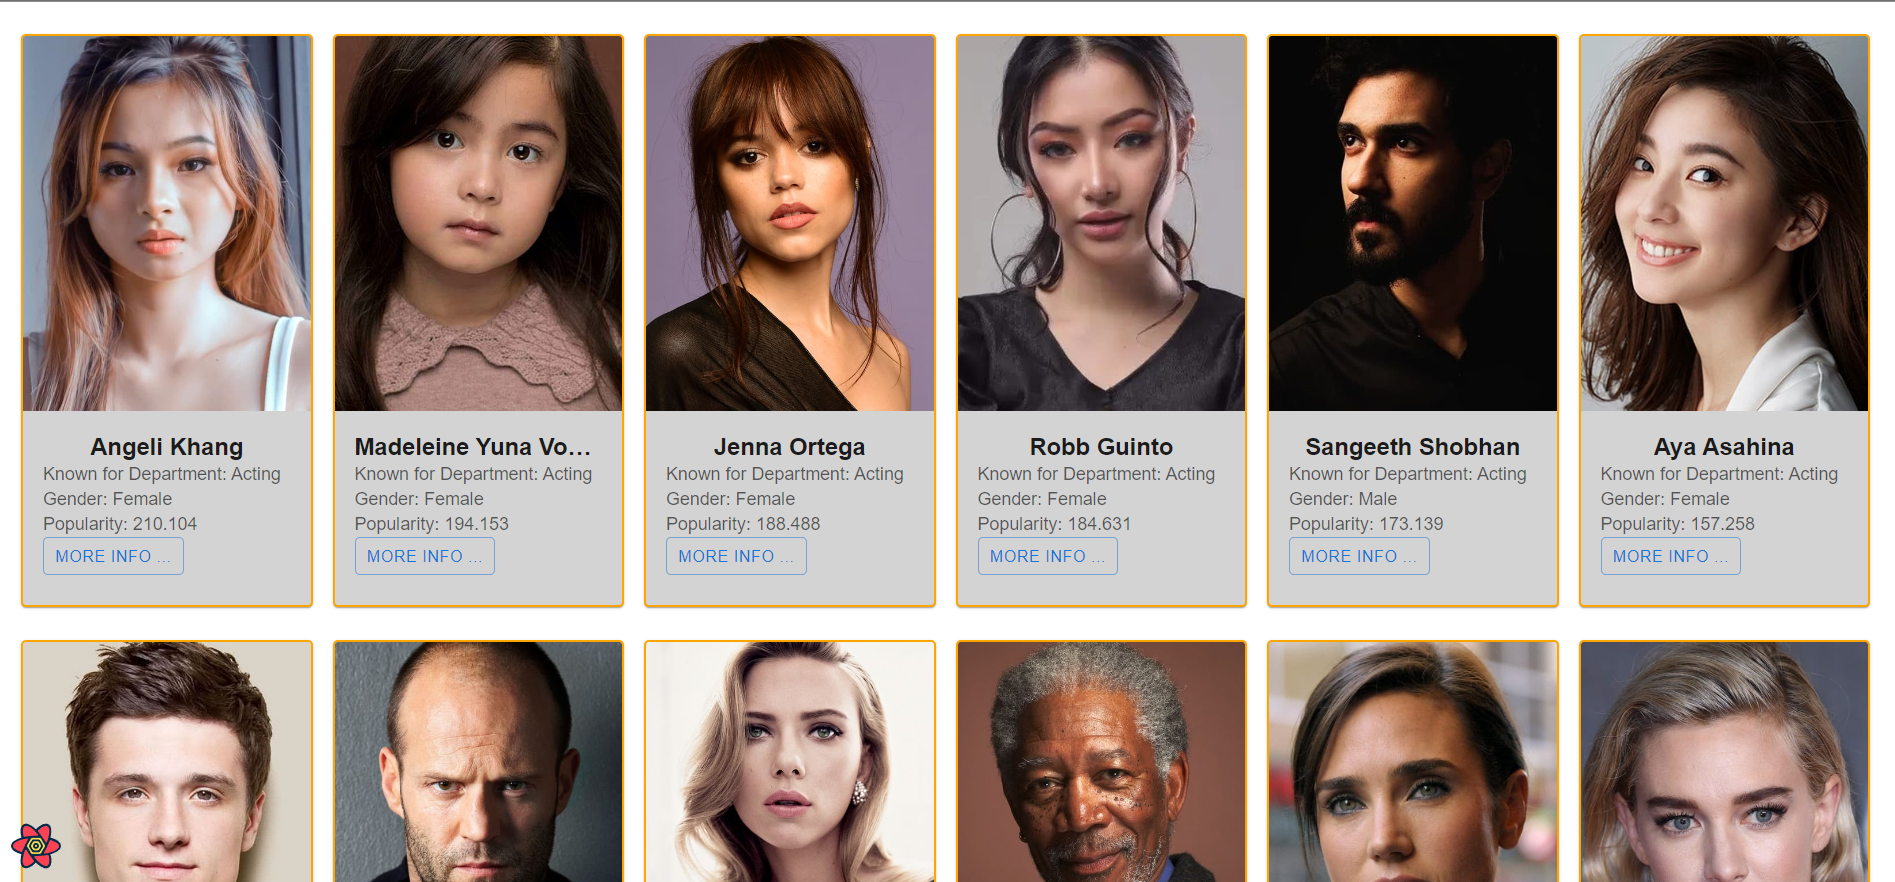 Angeli Khang
Known for Department: Acting
Gender: Female
Popularity: 210.104
MORE INFO ...
Madeleine Yuna Vo...
Known for Department: Acting
Gender: Female
Popularity: 194.153
MORE INFO ...
Jenna Ortega
Known for Department: Acting
Gender: Female
Popularity: 188.488
MORE INFO ...
Robb Guinto
Known for Department: Acting
Gender: Female
Popularity: 184.631
MORE INFO ...
Sangeeth Shobhan
Known for Department: Acting
Gender: Male
Popularity: 173.139
MORE INFO ...
Aya Asahina
Known for Department: Acting
Gender: Female
Popularity: 157.258
MORE INFO ...